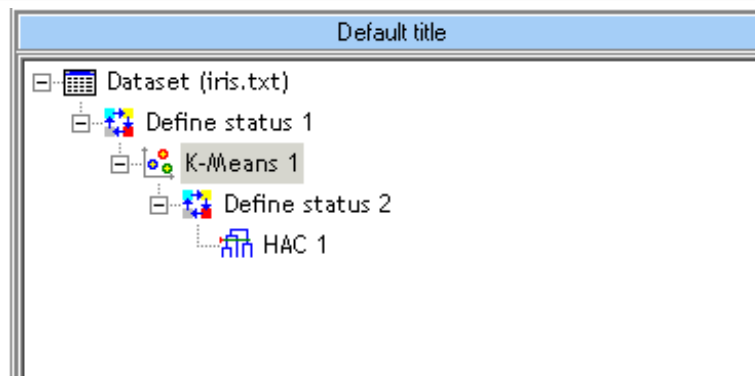 Default title
Dataset (iris.txt)
Define status 1
K-Means 1
Define status 2
HAC 1